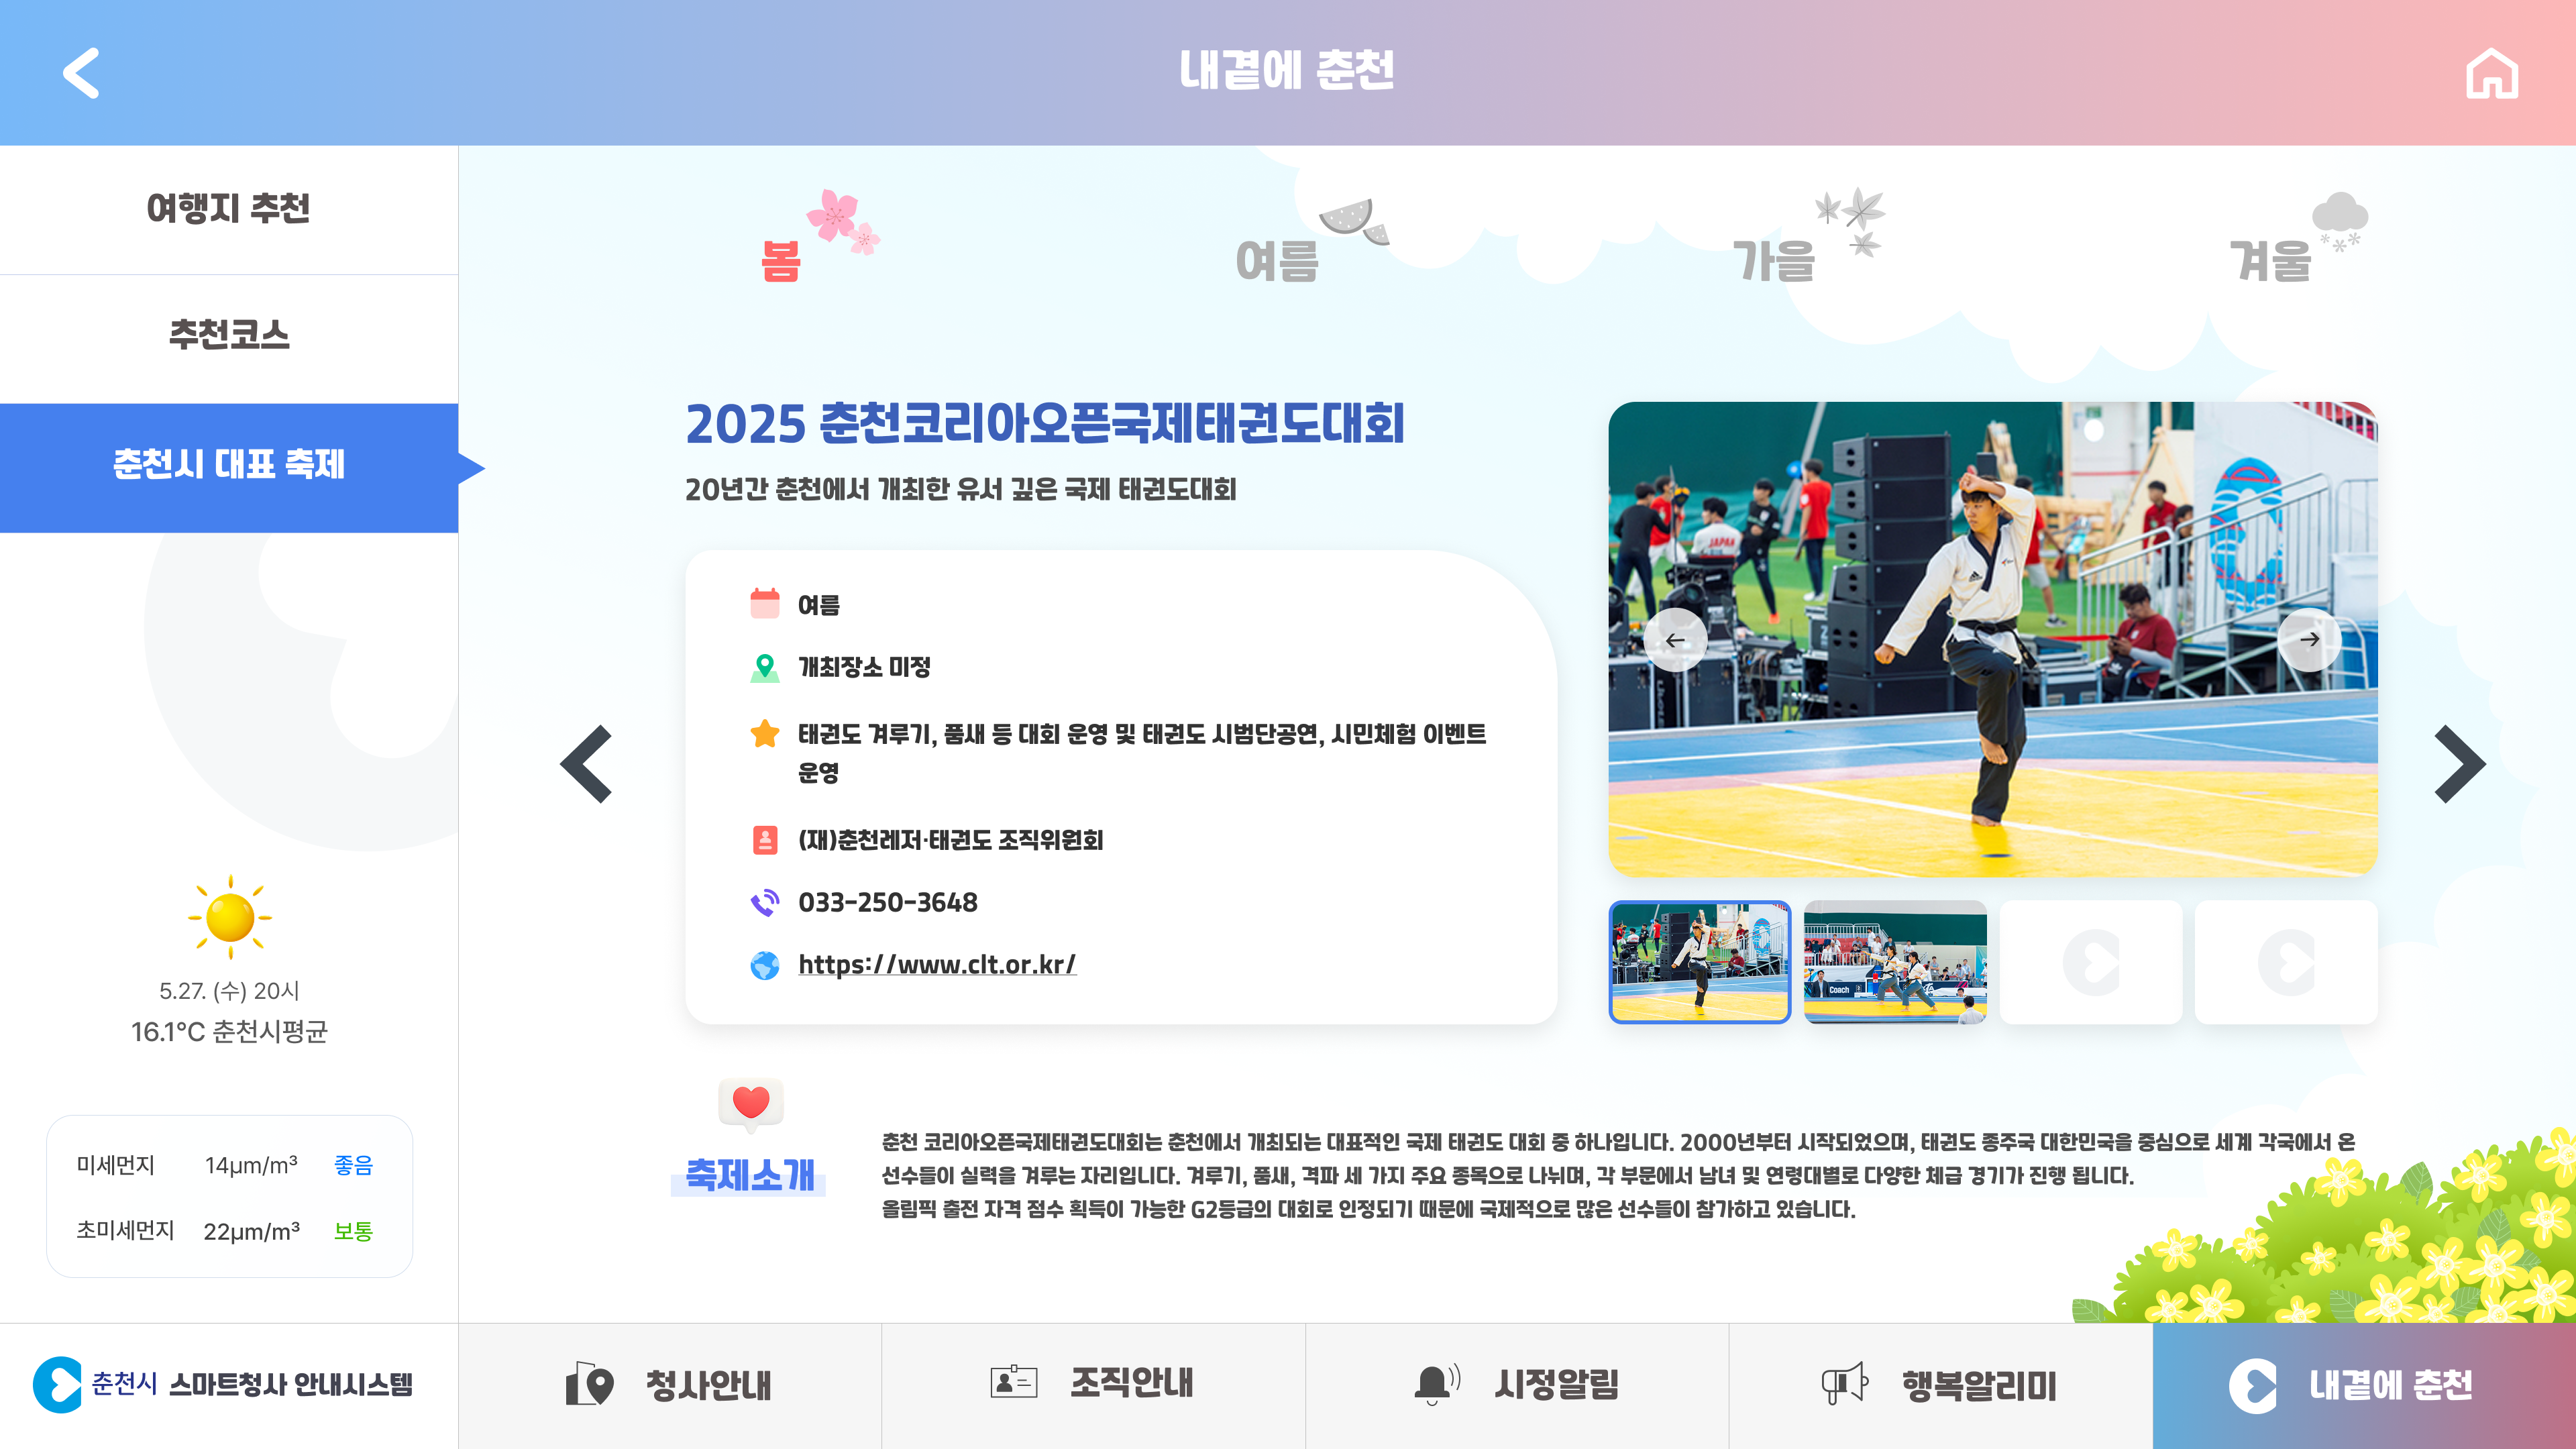 내곁에 춘천
여행지 추천
추천코스
춘천시 대표 축제
5.27. (수) 20시
16.1°C 춘천시평균
미세먼지 14μm/m³ 좋음
초미세먼지 22μm/m³ 보통
봄
여름
가을
겨울
2025 춘천코리아오픈국제태권도대회
20년간 춘천에서 개최한 유서 깊은 국제 태권도대회
여름
개최장소 미정
태권도 겨루기, 품새 등 대회 운영 및 태권도 시범단공연, 시민체험 이벤트
운영
(재)춘천레저·태권도 조직위원회
033-250-3648
https://www.clt.or.kr/
JAPAN
Coach
축제소개
춘천 코리아오픈국제태권도대회는 춘천에서 개최되는 대표적인 국제 태권도 대회 중 하나입니다. 2000년부터 시작되었으며, 태권도 종주국 대한민국을 중심으로 세계 각국에서 온
선수들이 실력을 겨루는 자리입니다. 겨루기, 품새, 격파 세 가지 주요 종목으로 나뉘며, 각 부문에서 남녀 및 연령대별로 다양한 체급 경기가 진행 됩니다.
올림픽 출전 자격 점수 획득이 가능한 G2등급의 대회로 인정되기 때문에 국제적으로 많은 선수들이 참가하고 있습니다.
춘천시 스마트청사 안내시스템
청사안내
조직안내
시정알림
행복알리미
내곁에 춘천